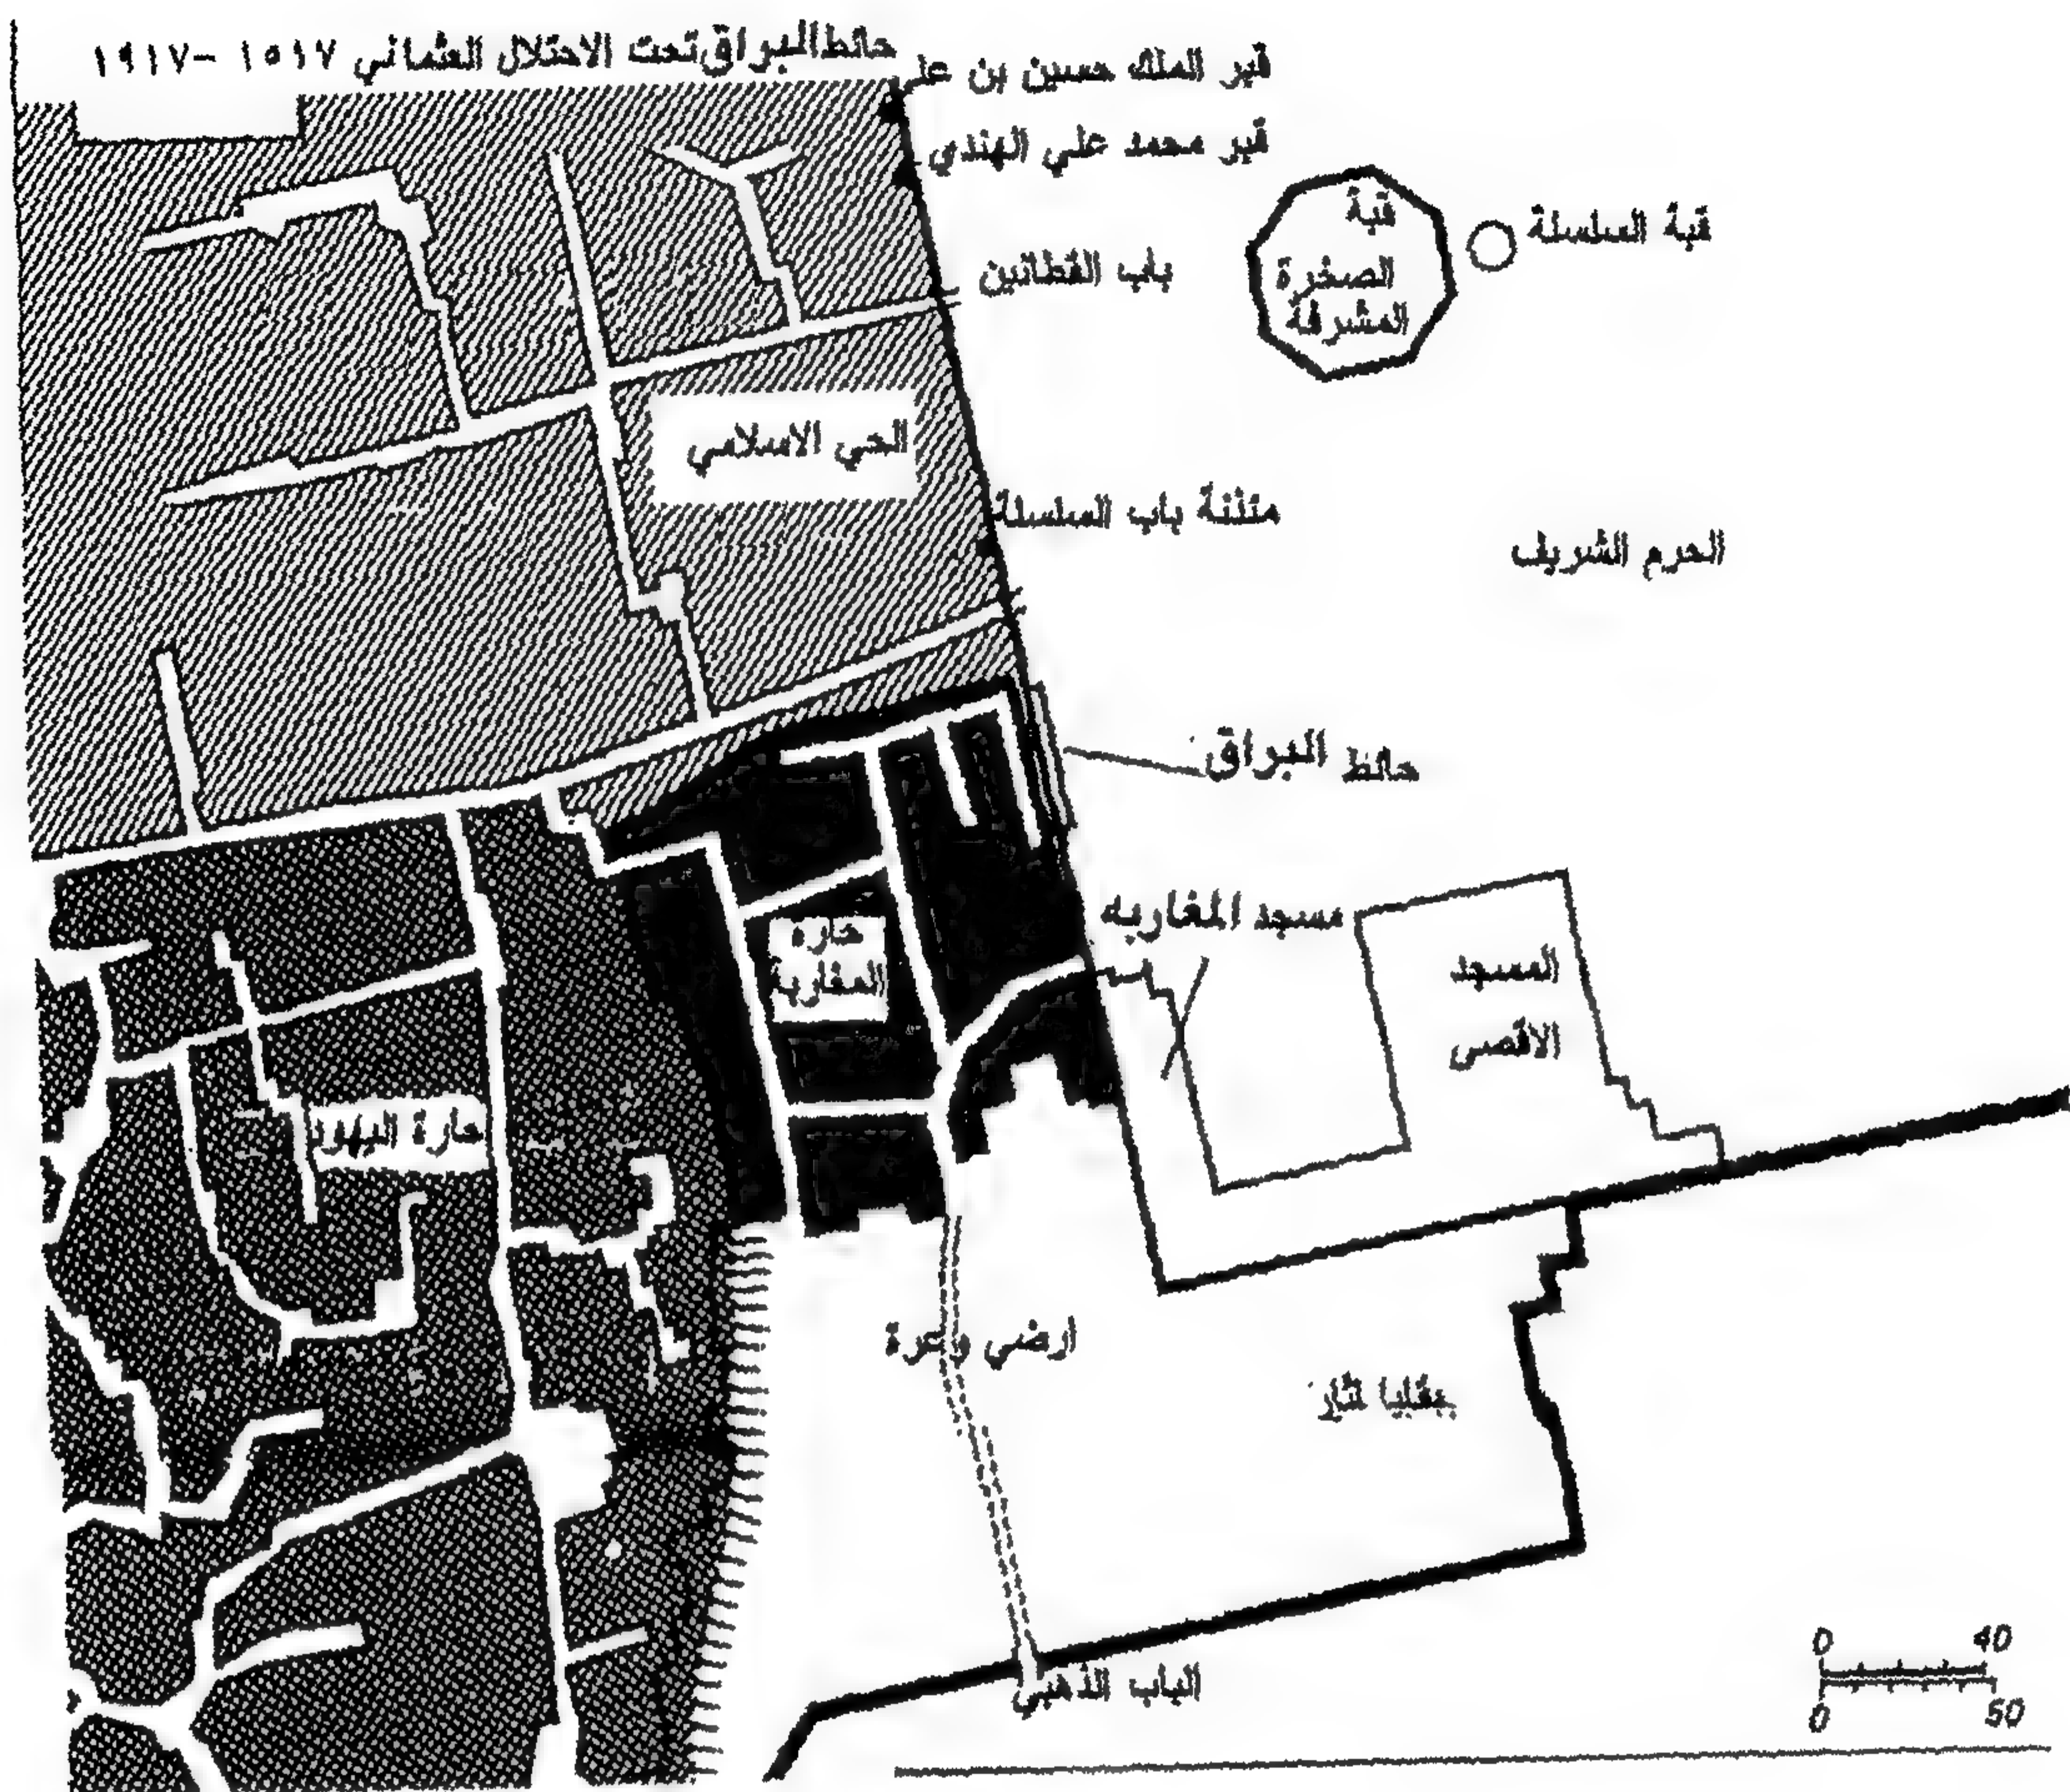 حائط البراق تحت الاحتلال العثماني ١٥١٧ - ١٩١٧
قبر الملك حسين بن علي
قبر محمد علي الهندي
قبة
الصخرة
المشرفة
قبة السلسلة
باب القطانين
الحي الاسلامي
مئذنة باب السلسلة
الحرم الشريف
حائط البراق
مسجد المغاربه
حارة
المغاربة
المسجد
الاقصى
حارة اليهود
ارضي وعرة
الباب الذهبي
0 40
0 50